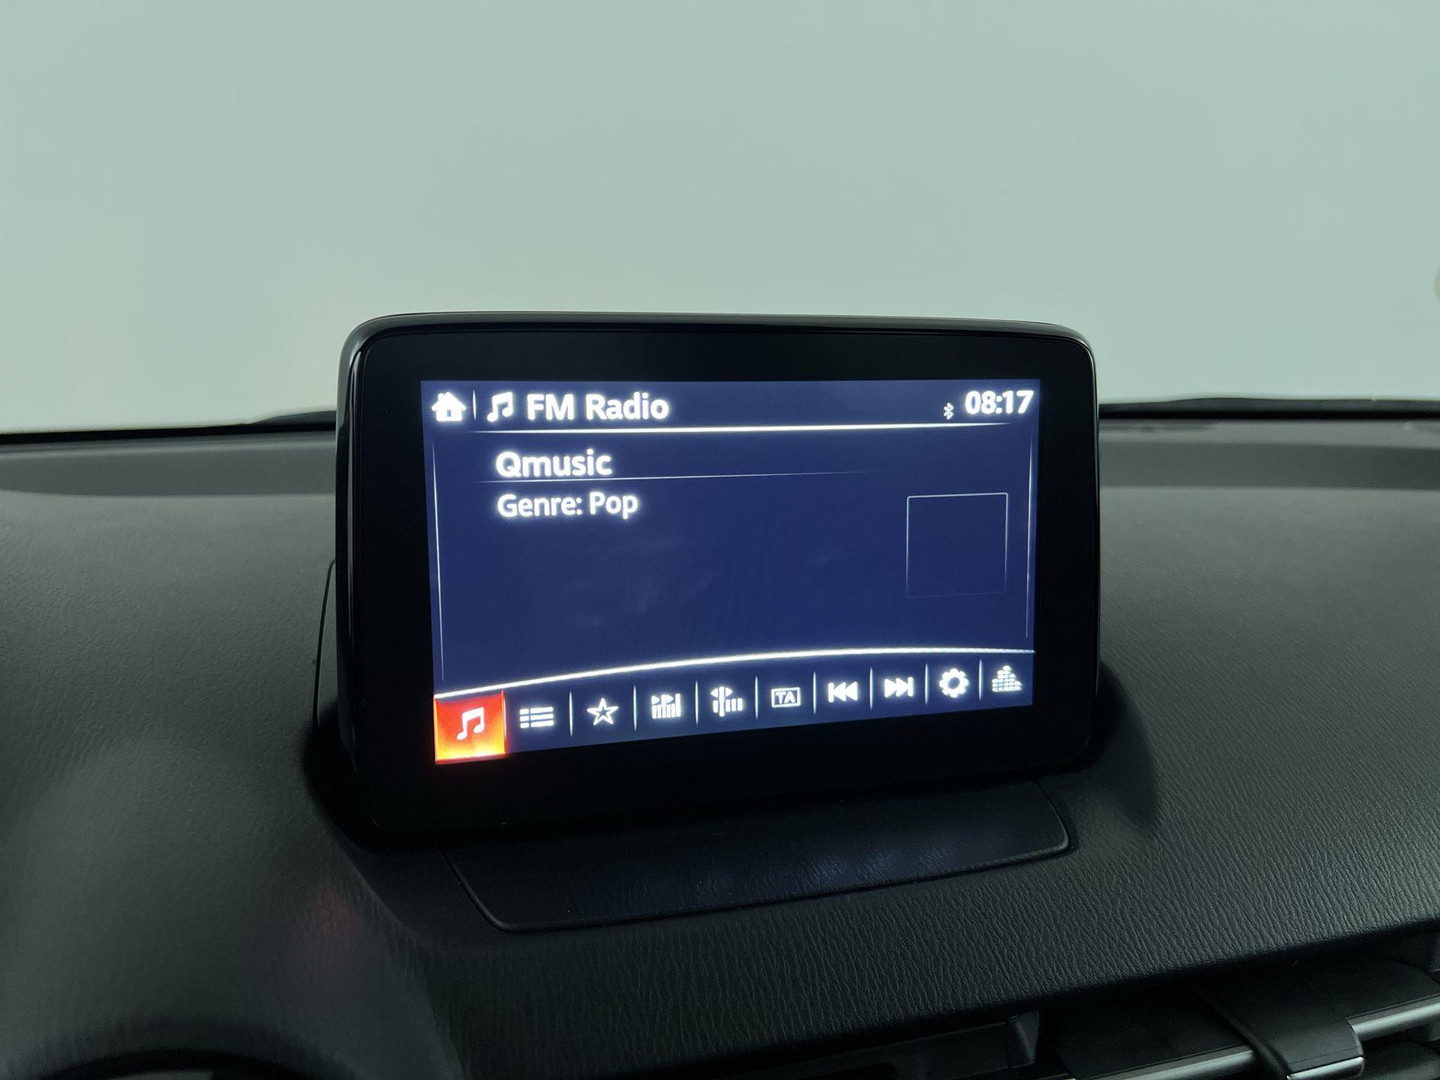 FM Radio
08:17
Qmusic
Genre: Pop
TA